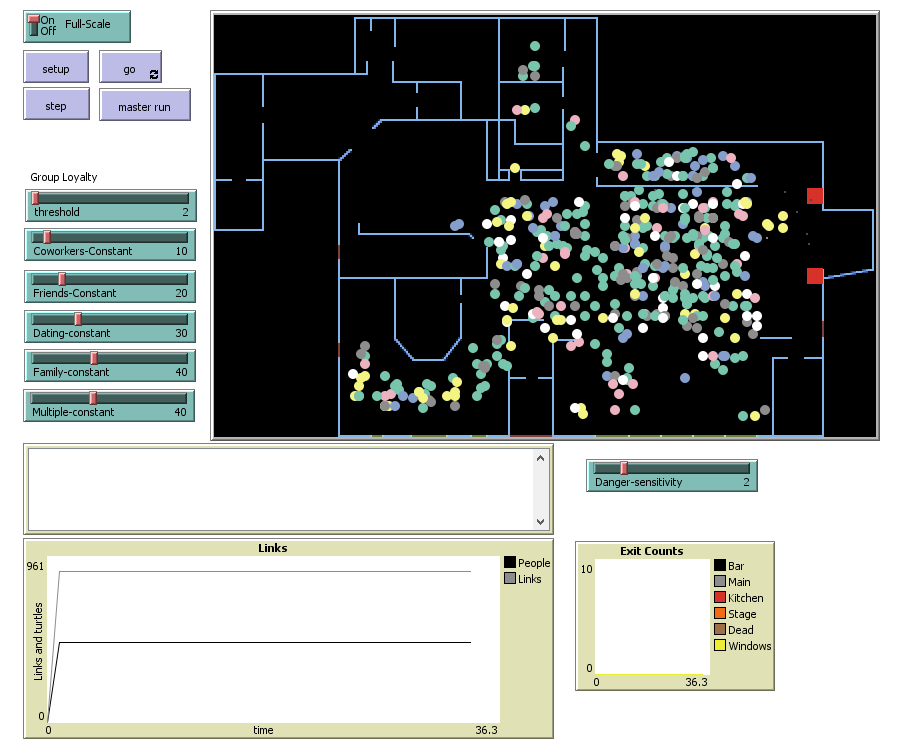 On
Off
Full-Scale
setup
go
step
master run
Group Loyalty
threshold 2
Coworkers-Constant 10
Friends-Constant 20
Dating-constant 30
Family-constant 40
Multiple-constant 40
Danger-sensitivity 2
Links
961
Links and turtles
0
0
time
36.3
People
Links
Exit Counts
10
0
0
36.3
Bar
Main
Kitchen
Stage
Dead
Windows